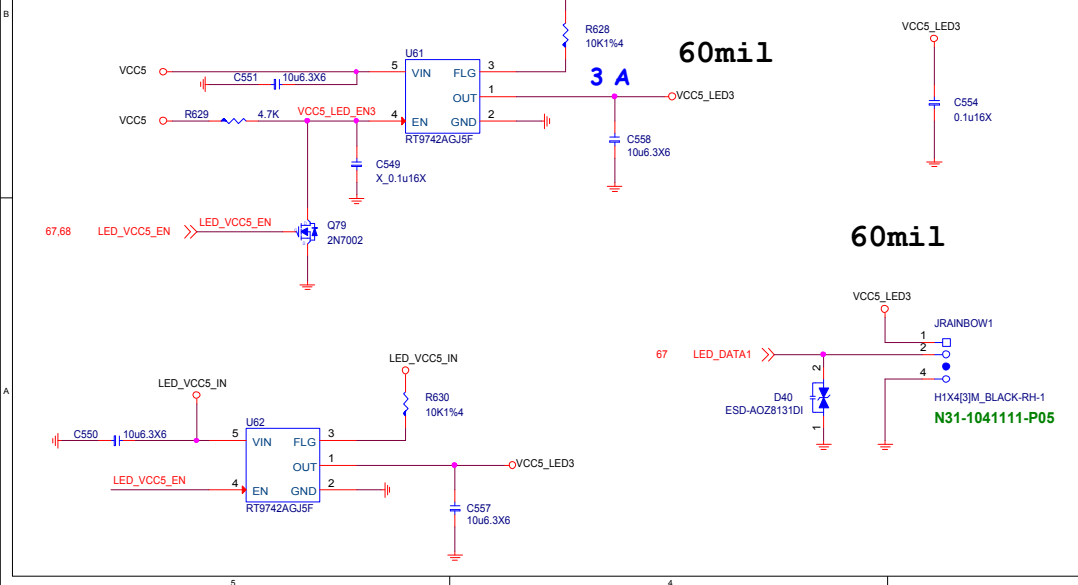 B
R628
10K1%4
60mil
VCC_LED3
C554
0.1u16X
U61
VCC5
C551
10u6.3X6
5
VIN
FLG
3
3 A
OUT
1
VCC5_LED3
VCC5
R629
4.7K
VCC5_LED_EN3
4
EN
GND
2
RT9742AGJ5F
C558
10u6.3X6
C549
X_0.1u16X
67,68
LED_VCC5_EN
LED_VCC5_EN
Q79
2N7002
60mil
VCC5_LED3
JRAINBOW1
1
67
LED_DATA1
2
4
2
D40
ESD-AOZ8131DI
1
H1X4[3]M_BLACK-RH-1
N31-1041111-P05
A
LED_VCC5_IN
LED_VCC5_IN
R630
10K1%4
U62
C550
10u6.3X6
5
VIN
FLG
3
OUT
1
VCC5_LED3
LED_VCC5_EN
4
EN
GND
2
RT9742AGJ5F
C557
10u6.3X6
5
4